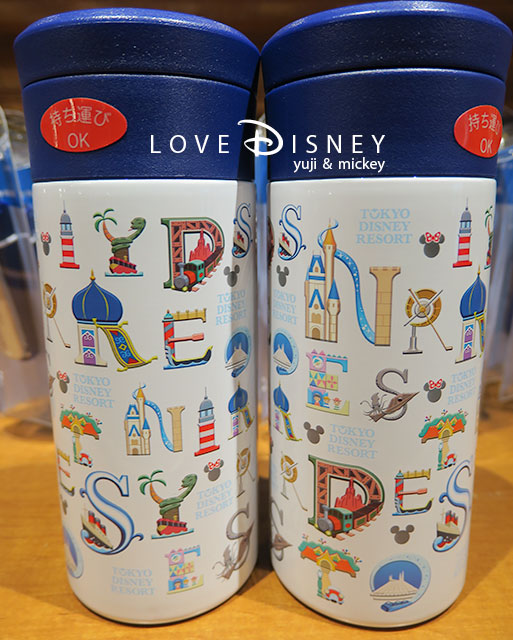 持ち運び
OK
持ち運び
OK
LOVE DISNEY
yuji & mickey
I Y D S
TOKYO
DISNEY
RESORT
R E
TOKYO
DISNEY
RESORT
N I R
TOKYO
DISNEY
RESORT
T
S Y E
TOKYO
DISNEY
RESORT
E S
TOKYO
DISNEY
RESORT
S
TOKYO
DISNEY
RESORT
I Y
N R
E S
TOKYO
DISNEY
RESORT
TOKYO
DISNEY
RESORT
T
D E S
T